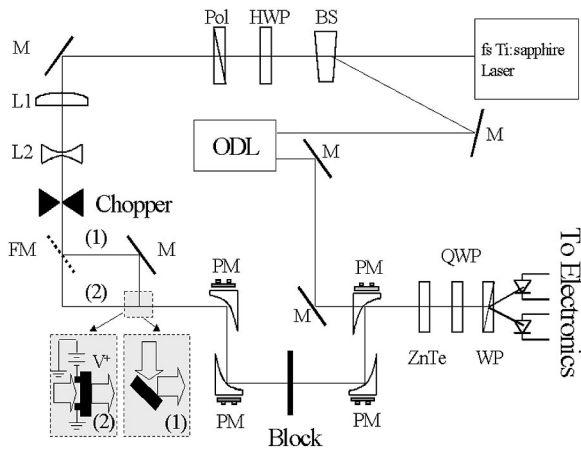 Pol
HWP
BS
M
fs Ti:sapphire
Laser
L1
M
ODL
M
L2
Chopper
FM
(1)
M
QWP
To Electronics
(2)
PM
PM
M
V+
ZnTe
WP
(2)
(1)
PM
PM
Block